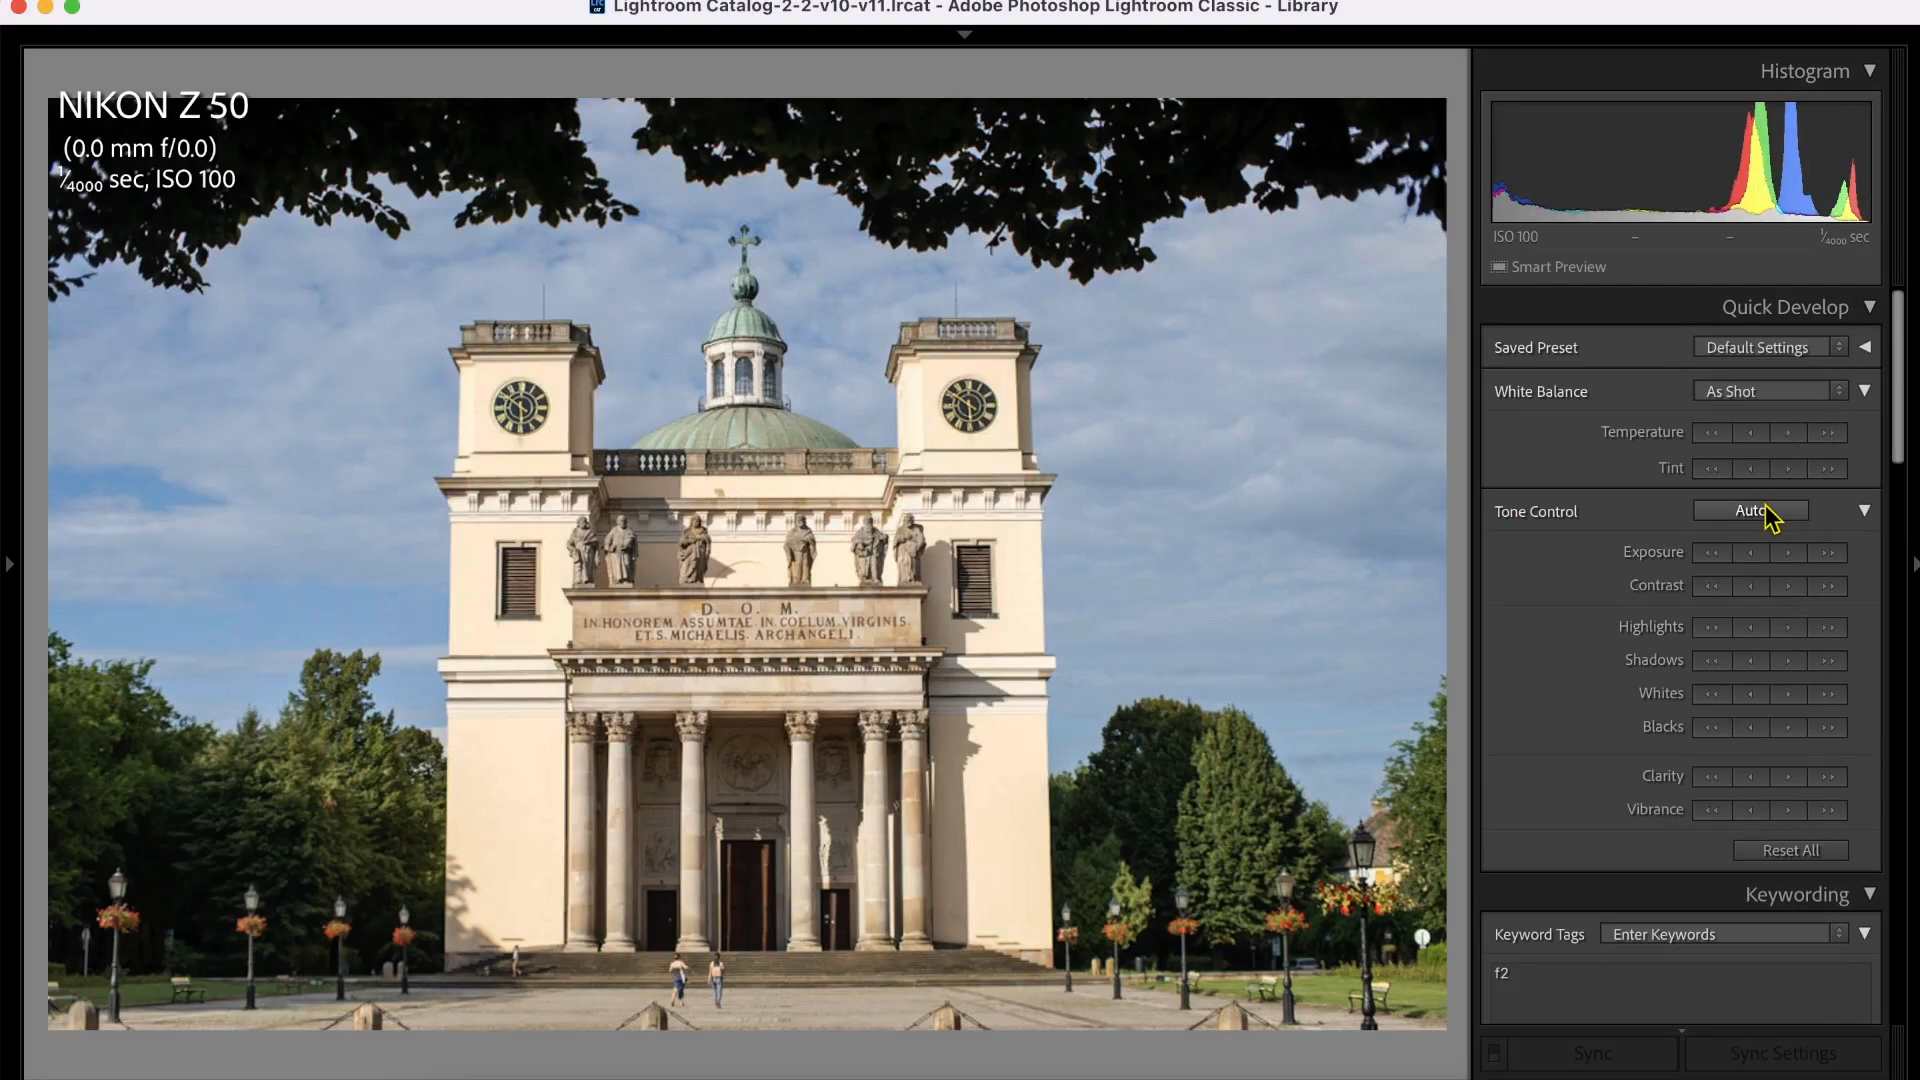 Lightroom Catalog-2-2-v10-v11.lrcat - Adobe Photoshop Lightroom Classic - Library
NIKON Z 50
(0.0 mm f/0.0)
1/4000 sec, ISO 100
D. O. M.
IN·HONOREM·ASSUMTAE·IN·COELUM·VIRGINIS·
ET·S·MICHAELIS·ARCHANGELI·
Histogram
ISO 100 – – 1/4000 sec
Smart Preview
Quick Develop
Saved Preset Default Settings
White Balance As Shot
Temperature
Tint
Tone Control Auto
Exposure
Contrast
Highlights
Shadows
Whites
Blacks
Clarity
Vibrance
Reset All
Keywording
Keyword Tags Enter Keywords
f2
Sync Sync Settings